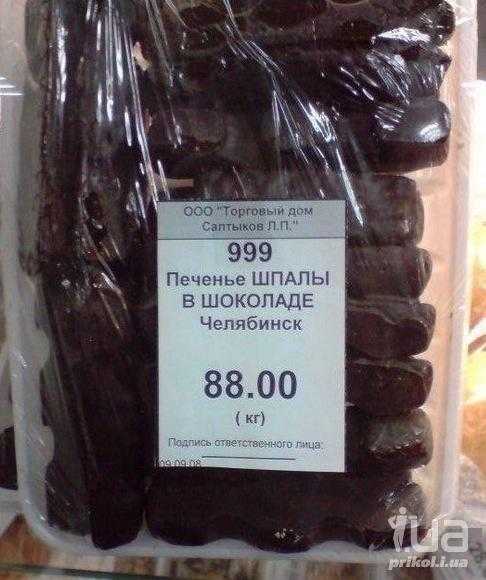 ООО "Торговый дом
Салтыков Л.П."
999
Печенье ШПАЛЫ
В ШОКОЛАДЕ
Челябинск
88.00
( кг)
Подпись ответственного лица:
09.09.08
i.ua
prikol.i.ua